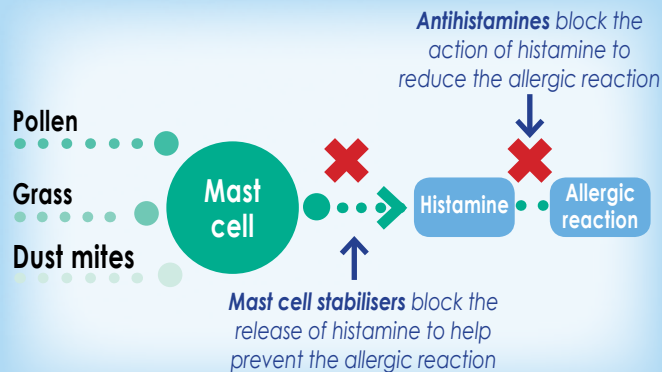 Antihistamines block the
action of histamine to
reduce the allergic reaction
Pollen
Grass
Dust mites
Mast
cell
Histamine
Allergic
reaction
Mast cell stabilisers block the
release of histamine to help
prevent the allergic reaction